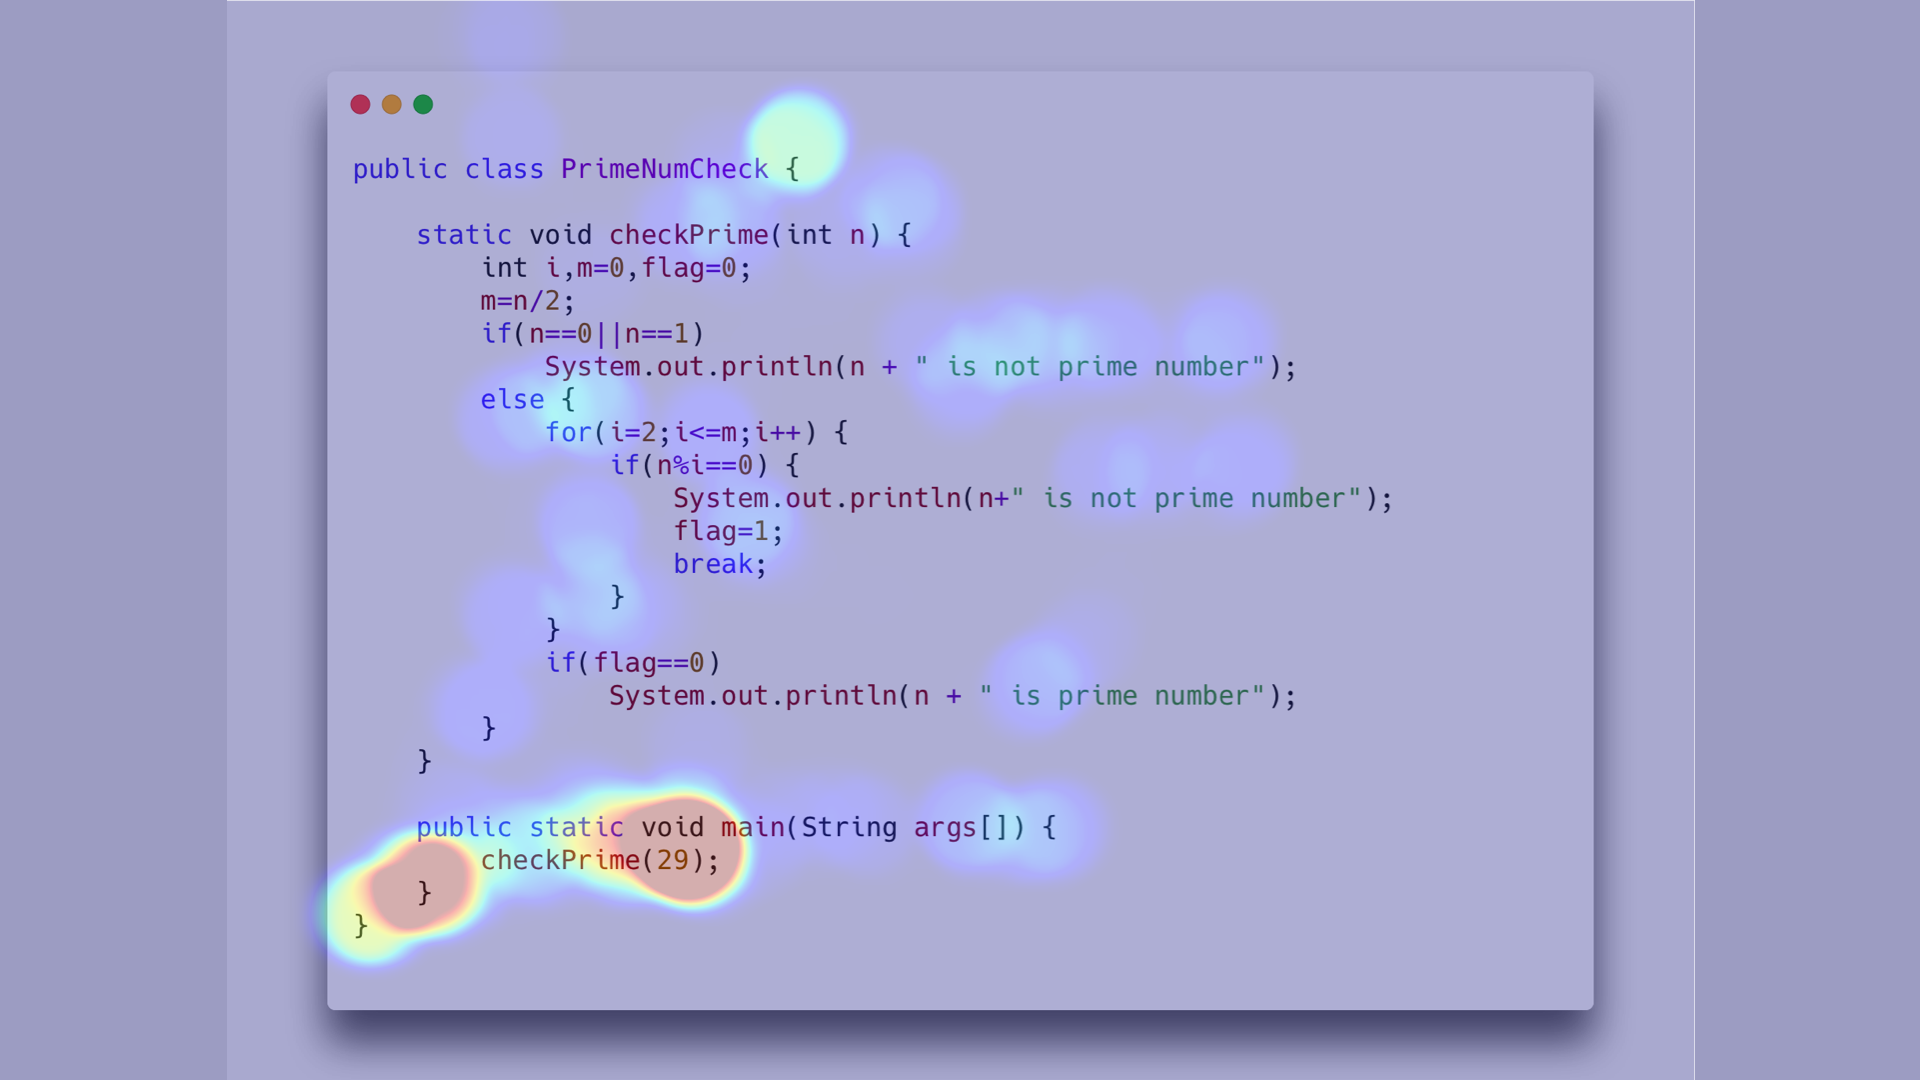 public class PrimeNumCheck {
static void checkPrime(int n) {
int i,m=0,flag=0;
m=n/2;
if(n==0||n==1)
System.out.println(n + " is not prime number");
else {
for(i=2;i<=m;i++) {
if(n%i==0) {
System.out.println(n+" is not prime number");
flag=1;
break;
}
}
if(flag==0)
System.out.println(n + " is prime number");
}
}
public static void main(String args[]) {
checkPrime(29);
}
}